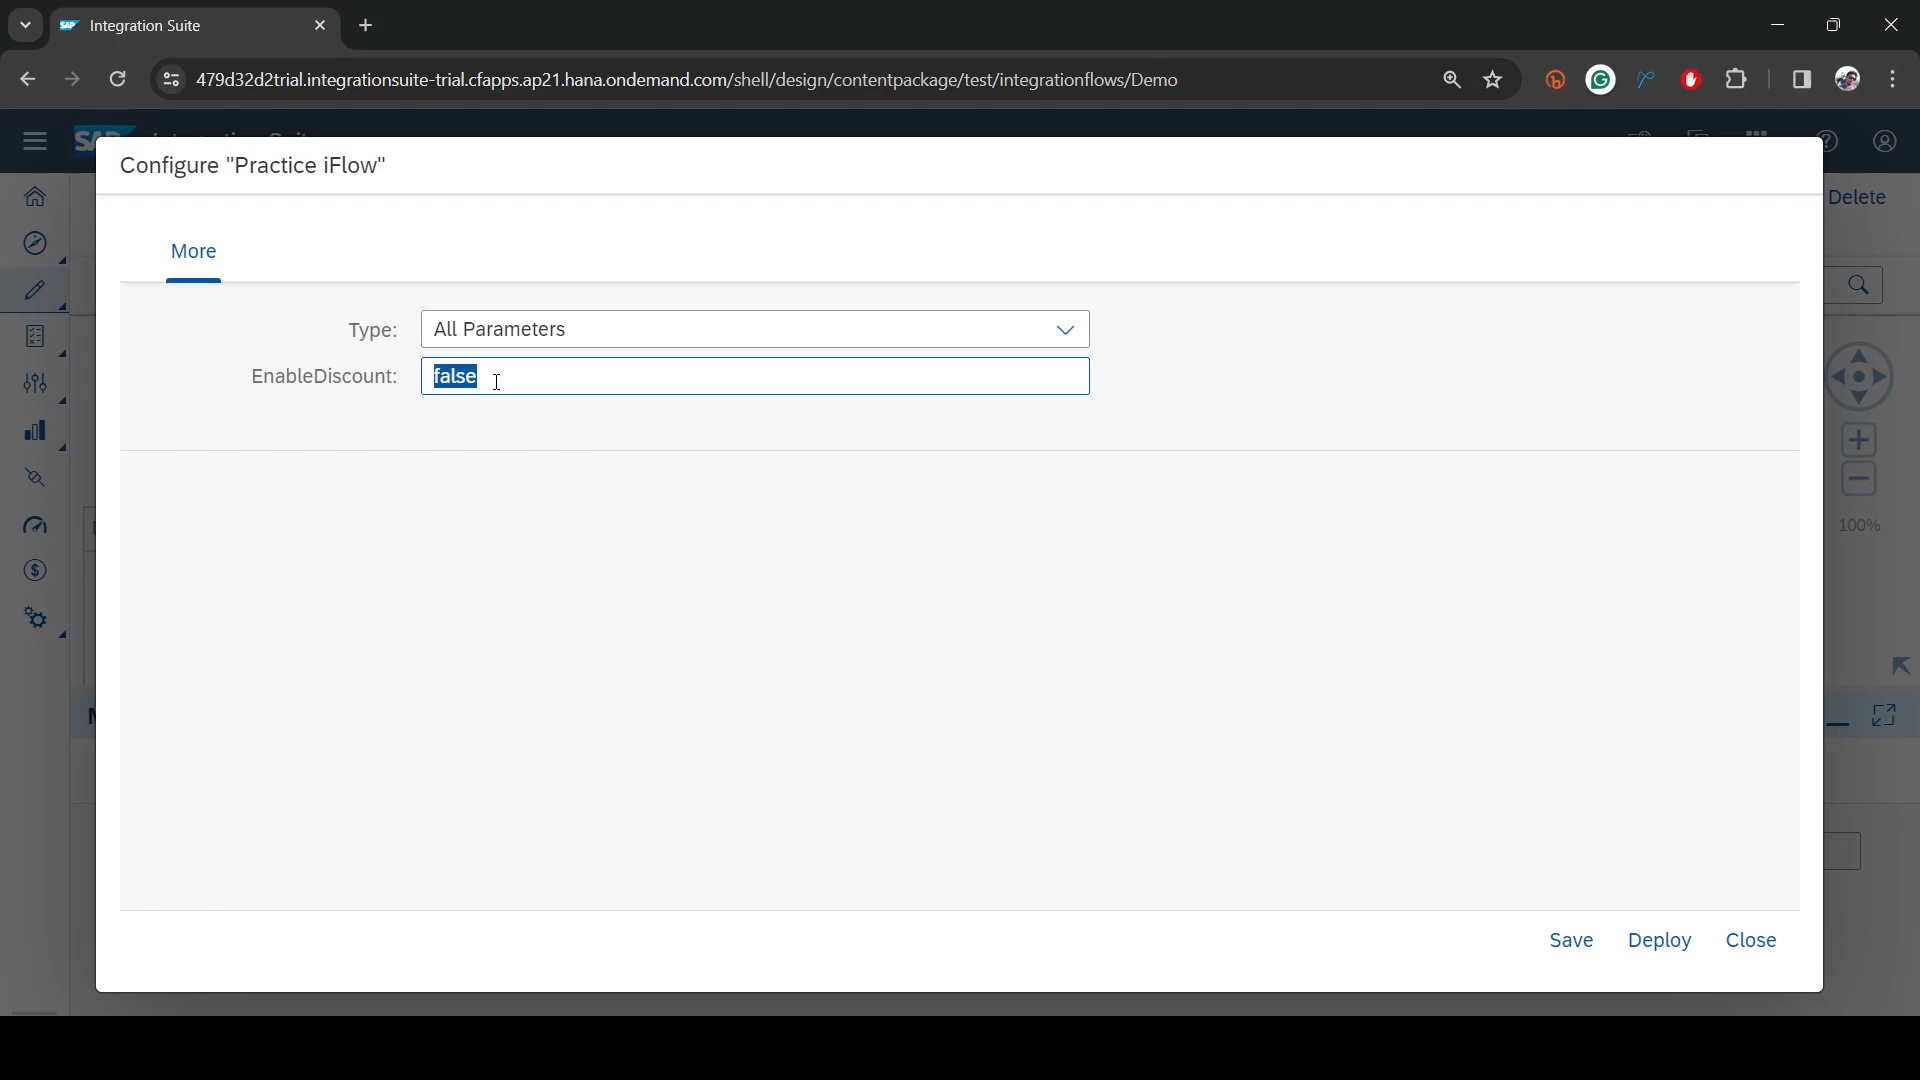 Integration Suite
479d32d2trial.integrationsuite-trial.cfapps.ap21.hana.ondemand.com/shell/design/contentpackage/test/integrationflows/Demo
Configure "Practice iFlow"
Delete
More
Type:
All Parameters
EnableDiscount:
false
100%
Save
Deploy
Close